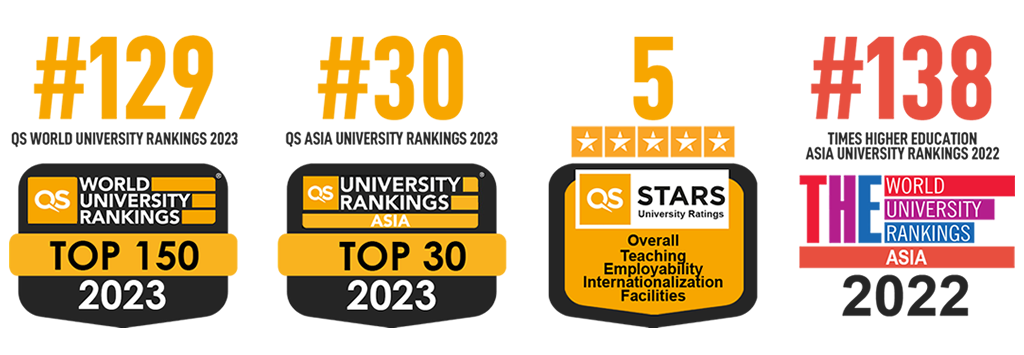 #129
QS WORLD UNIVERSITY RANKINGS 2023
QS
WORLD
UNIVERSITY
RANKINGS
®
TOP 150
2023
#30
QS ASIA UNIVERSITY RANKINGS 2023
QS
UNIVERSITY
RANKINGS
®
ASIA
TOP 30
2023
5
QS
STARS
University Ratings
Overall
Teaching
Employability
Internationalization
Facilities
#138
TIMES HIGHER EDUCATION
ASIA UNIVERSITY RANKINGS 2022
THE
WORLD
UNIVERSITY
RANKINGS
ASIA
2022